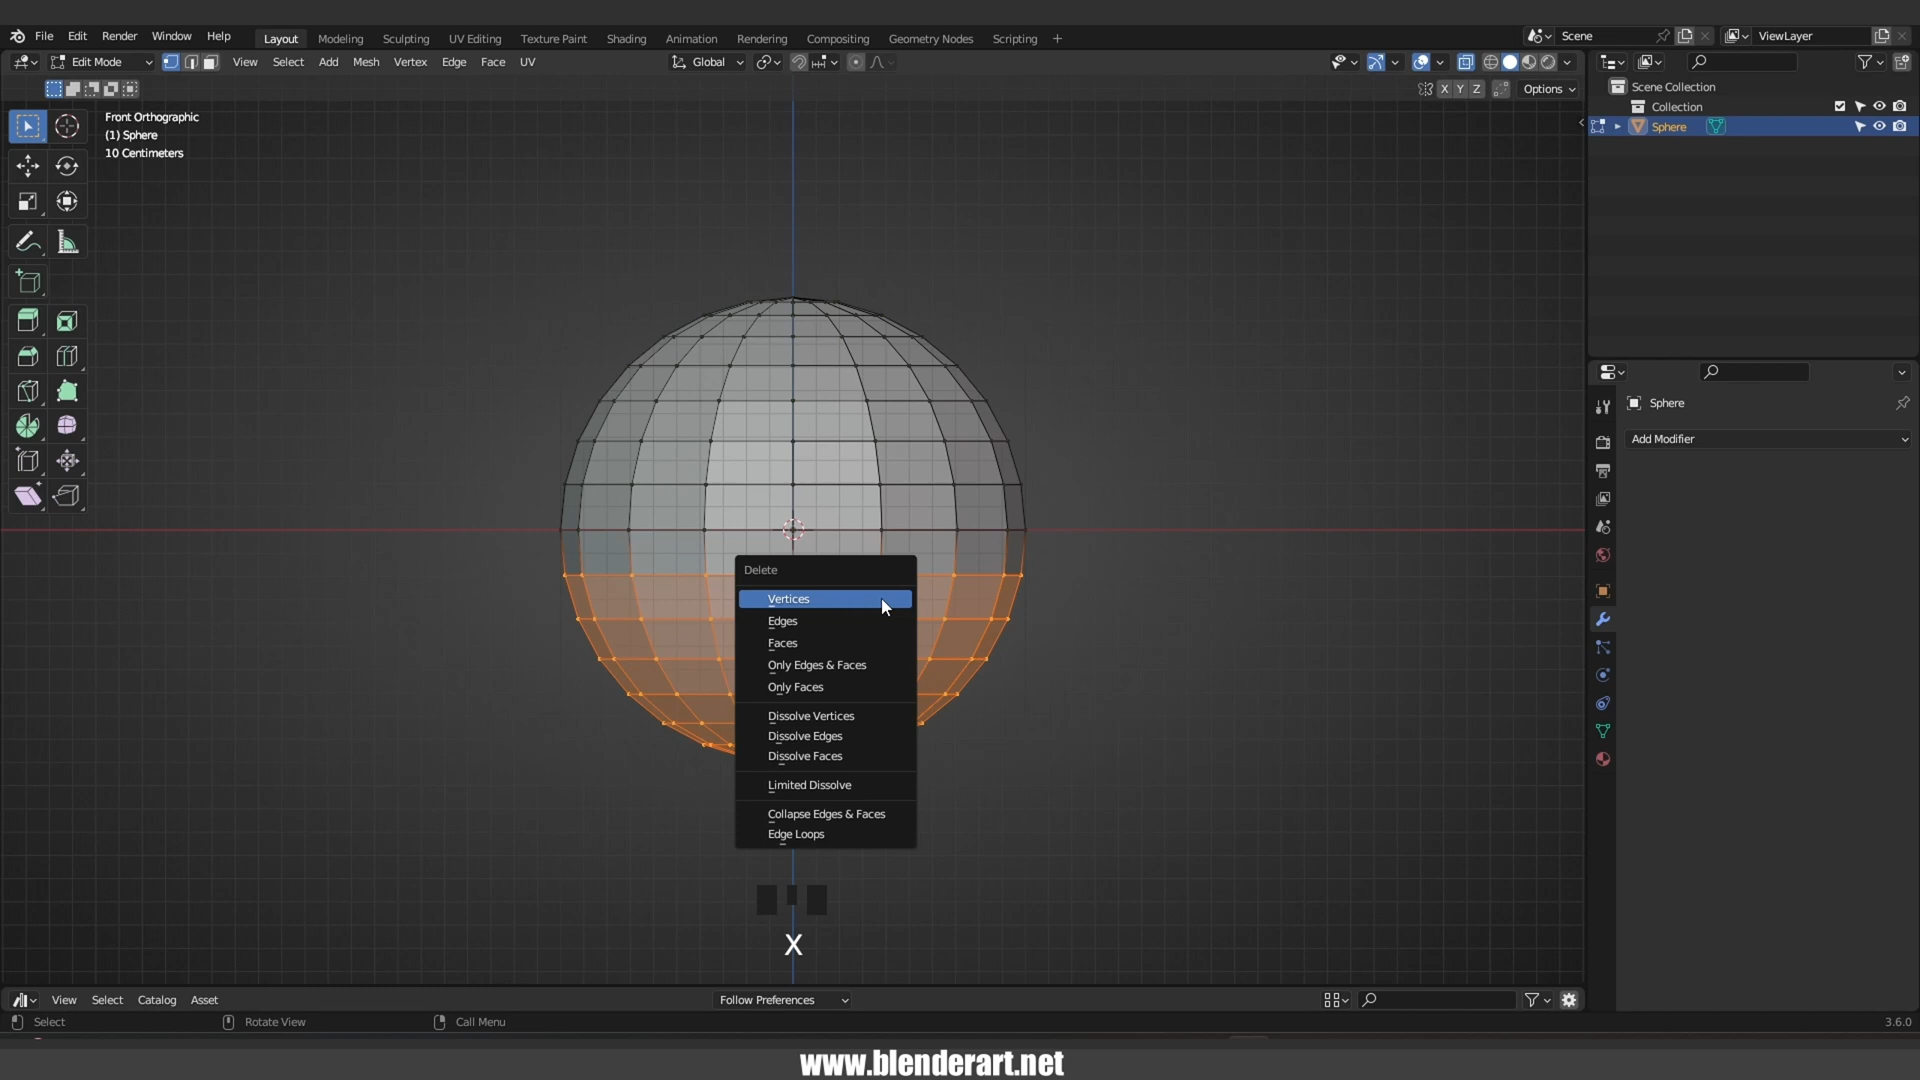 File Edit Render Window Help Layout Modeling Sculpting UV Editing Texture Paint Shading Animation Rendering Compositing Geometry Nodes Scripting + Scene ViewLayer
Edit Mode View Select Add Mesh Vertex Edge Face UV Global
X Y Z Options
Front Orthographic
(1) Sphere
10 Centimeters
Scene Collection
Collection
Sphere
Sphere
Add Modifier
Delete
Vertices
Edges
Faces
Only Edges & Faces
Only Faces
Dissolve Vertices
Dissolve Edges
Dissolve Faces
Limited Dissolve
Collapse Edges & Faces
Edge Loops
X
View Select Catalog Asset Follow Preferences
Select Rotate View Call Menu 3.6.0
www.blenderart.net